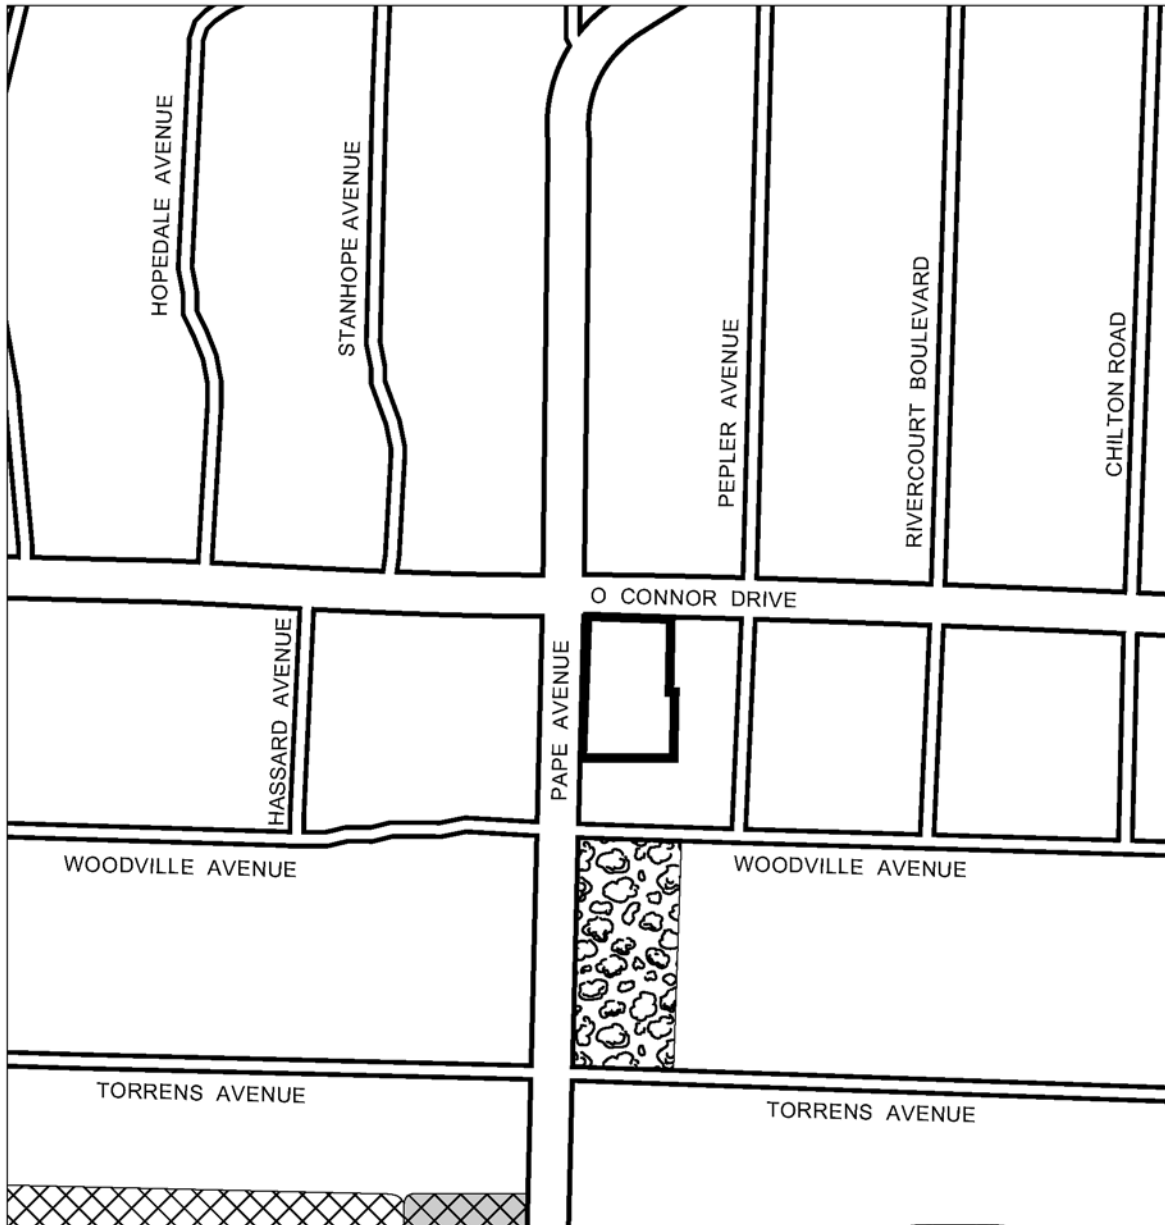 HOPEDALE AVENUE
STANHOPE AVENUE
PEPLER AVENUE
RIVERCOURT BOULEVARD
CHILTON ROAD
O CONNOR DRIVE
HASSARD AVENUE
PAPE AVENUE
WOODVILLE AVENUE
WOODVILLE AVENUE
TORRENS AVENUE
TORRENS AVENUE